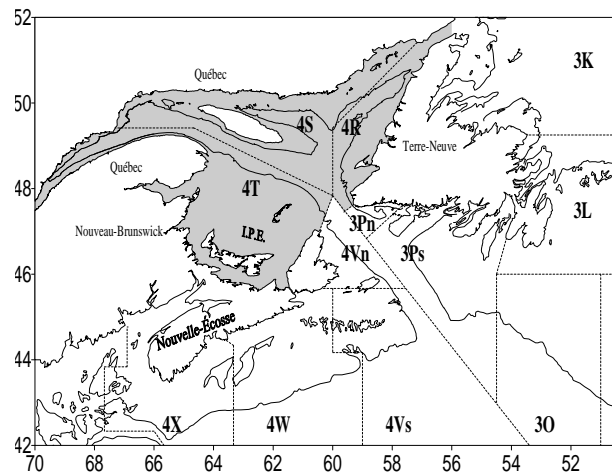 52
50
48
46
44
42
70
68
66
64
62
60
58
56
54
52
Québec
3K
4S
4R
Terre-Neuve
Québec
4T
3L
Nouveau-Brunswick
I.P.E.
3Pn
4Vn
3Ps
Nouvelle-Écosse
4X
4W
4Vs
3O